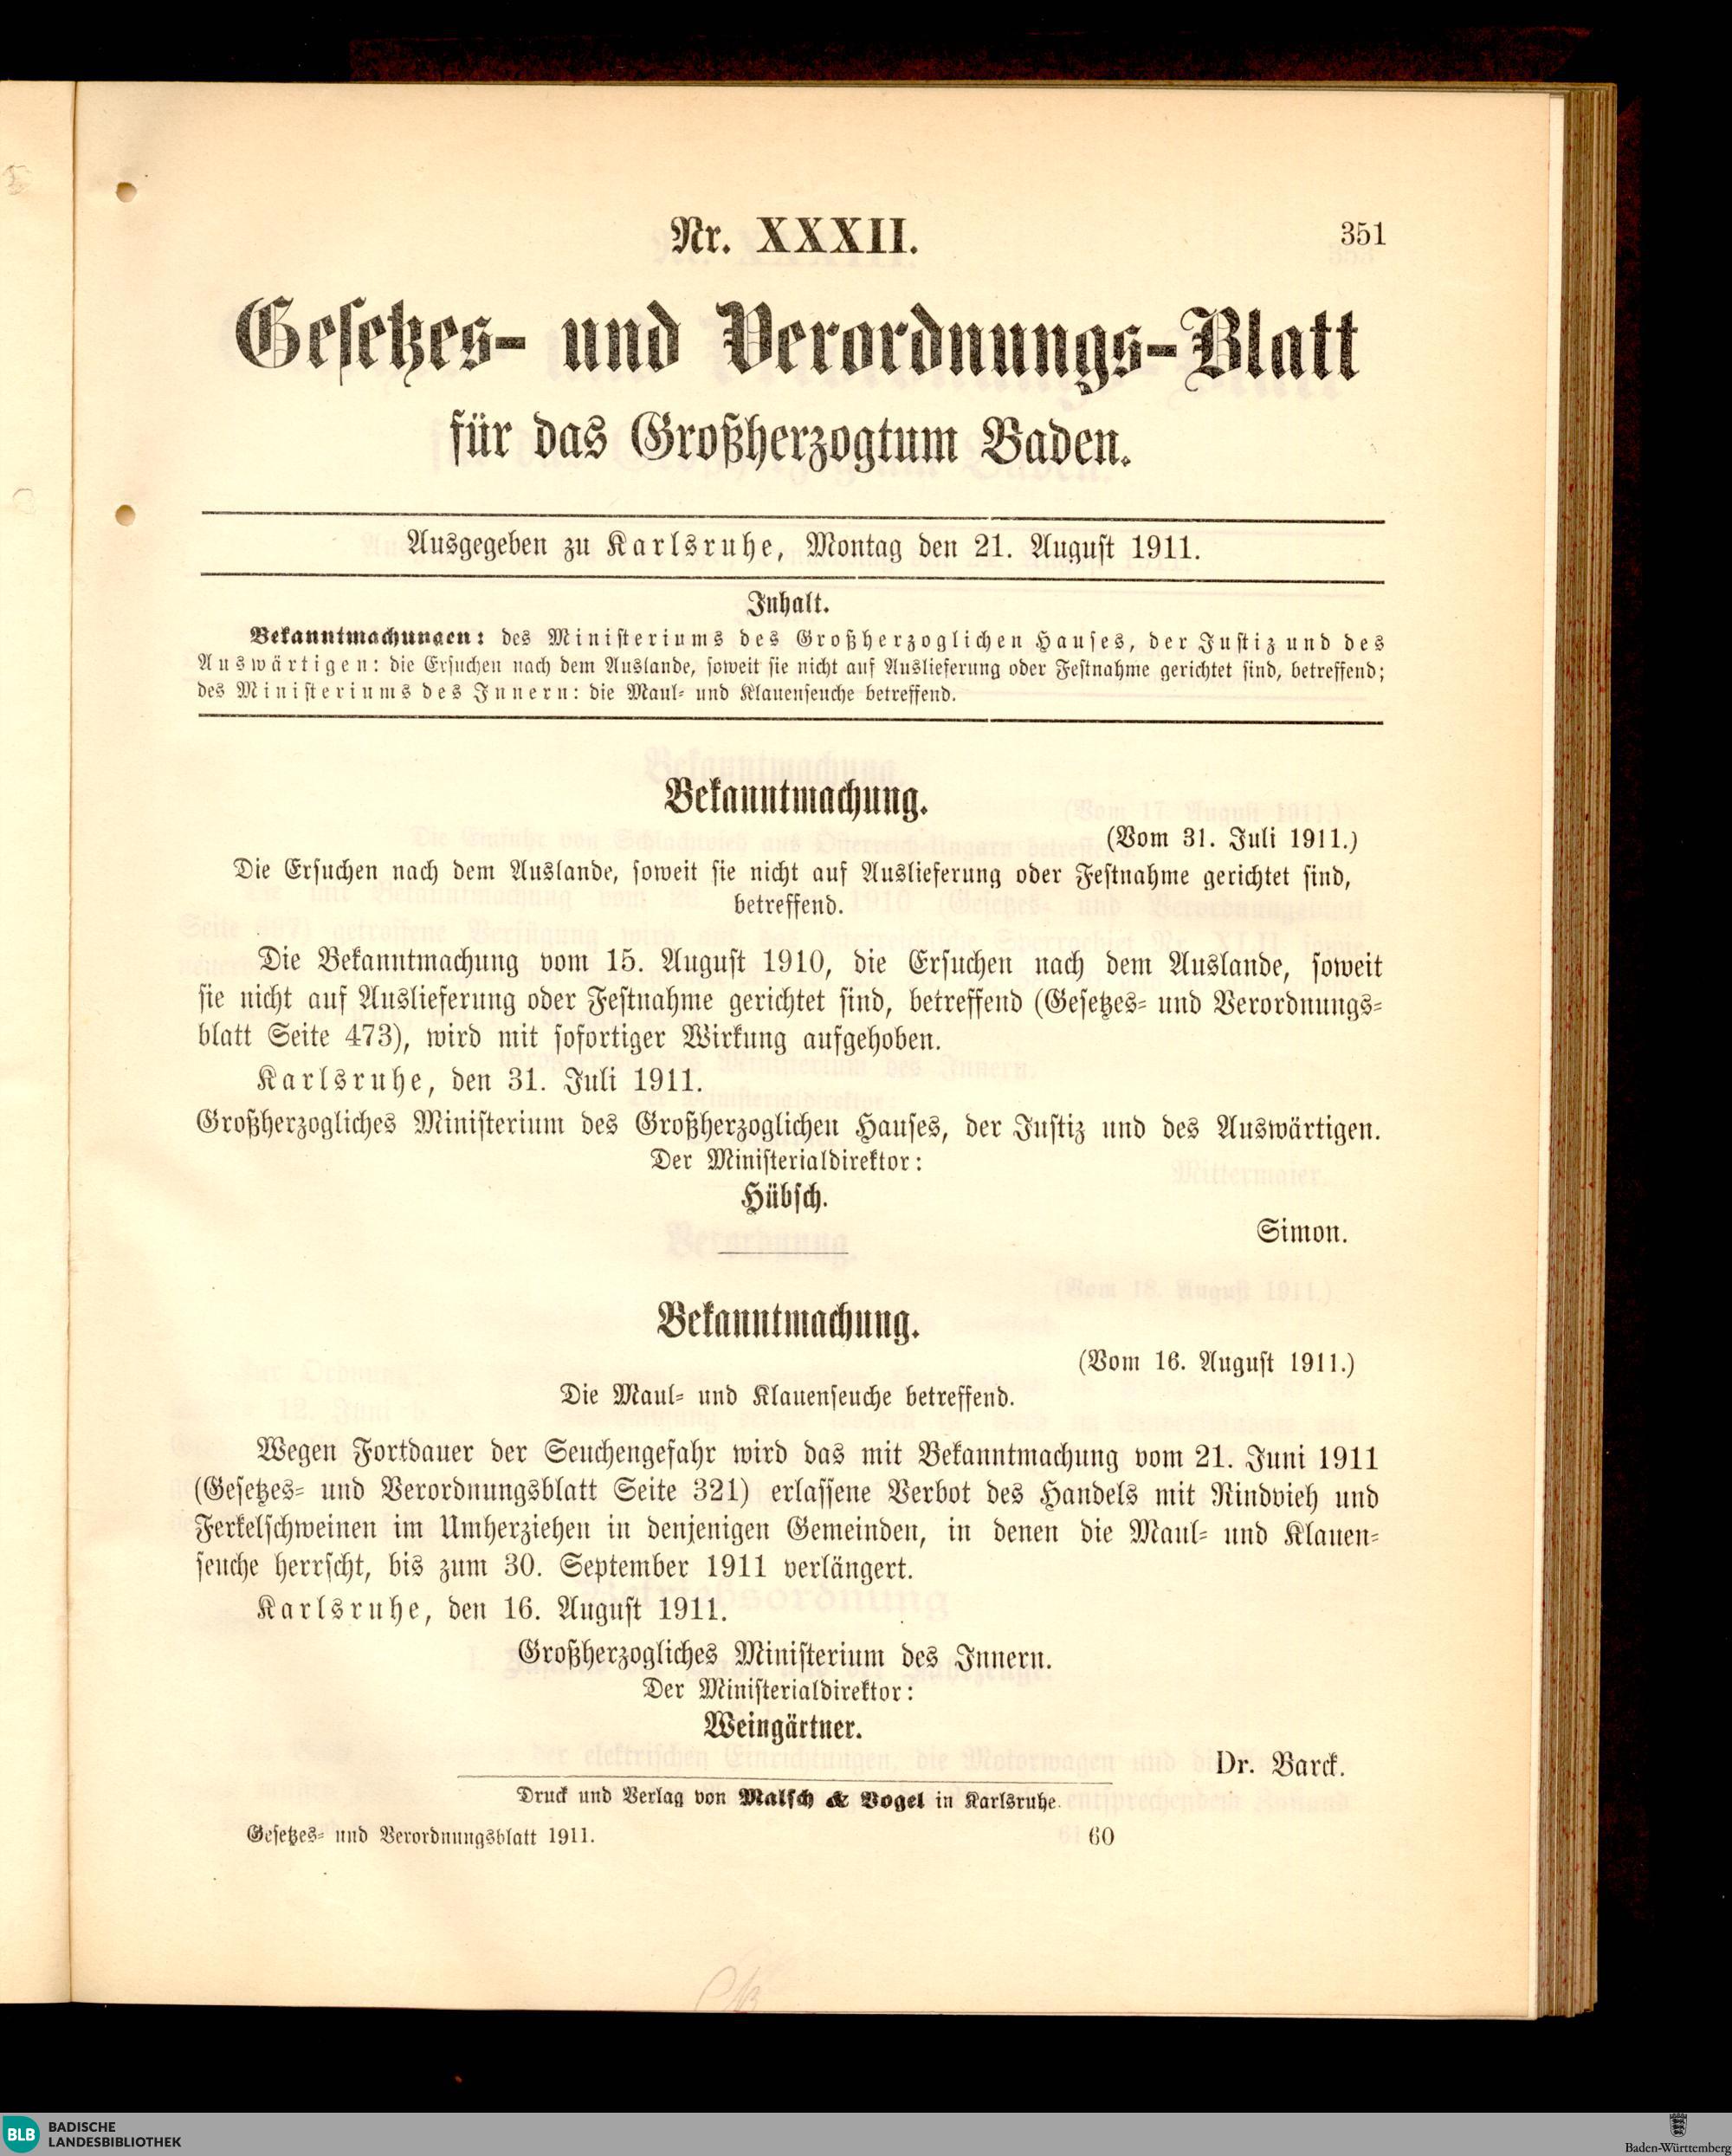 Nr. XXXII.
351
Gesetzes- und Verordnungs-Blatt
für das Großherzogtum Baden.
Ausgegeben zu Karlsruhe, Montag den 21. August 1911.
Inhalt.
Bekanntmachungen: des Ministeriums des Großherzoglichen Hauses, der Justiz und des
Auswärtigen: die Ersuchen nach dem Auslande, soweit sie nicht auf Auslieferung oder Festnahme gerichtet sind, betreffend;
des Ministeriums des Innern: die Maul- und Klauenseuche betreffend.
Bekanntmachung.
(Vom 31. Juli 1911.)
Die Ersuchen nach dem Auslande, soweit sie nicht auf Auslieferung oder Festnahme gerichtet sind,
betreffend.
Die Bekanntmachung vom 15. August 1910, die Ersuchen nach dem Auslande, soweit
sie nicht auf Auslieferung oder Festnahme gerichtet sind, betreffend (Gesetzes- und Verordnungs-
blatt Seite 473), wird mit sofortiger Wirkung aufgehoben.
Karlsruhe, den 31. Juli 1911.
Großherzogliches Ministerium des Großherzoglichen Hauses, der Justiz und des Auswärtigen.
Der Ministerialdirektor:
Hübsch.
Simon.
Bekanntmachung.
(Vom 16. August 1911.)
Die Maul- und Klauenseuche betreffend.
Wegen Fortdauer der Seuchengefahr wird das mit Bekanntmachung vom 21. Juni 1911
(Gesetzes- und Verordnungsblatt Seite 321) erlassene Verbot des Handels mit Rindvieh und
Ferkelschweinen im Umherziehen in denjenigen Gemeinden, in denen die Maul- und Klauen-
seuche herrscht, bis zum 30. September 1911 verlängert.
Karlsruhe, den 16. August 1911.
Großherzogliches Ministerium des Innern.
Der Ministerialdirektor:
Weingärtner.
Dr. Barck.
Druck und Verlag von Malsch & Vogel in Karlsruhe.
Gesetzes- und Verordnungsblatt 1911.
60
BLB BADISCHE
LANDESBIBLIOTHEK
Baden-Württemberg